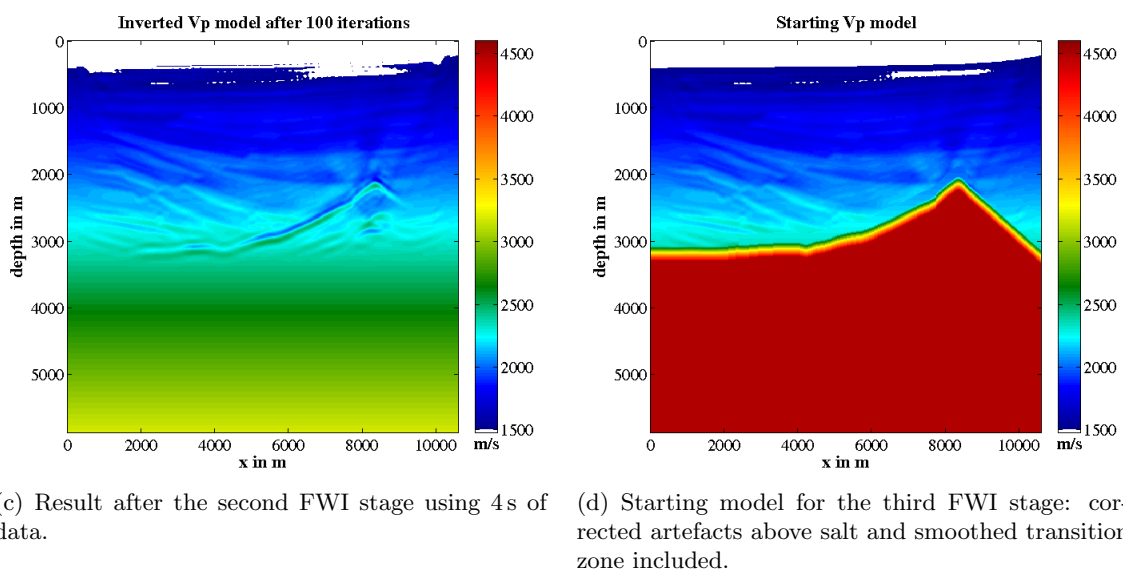 Inverted Vp model after 100 iterations
0
1000
2000
3000
4000
5000
depth in m
0
2000
4000
6000
8000
10000
x in m
4500
4000
3500
3000
2500
2000
1500
m/s
Starting Vp model
0
1000
2000
3000
4000
5000
depth in m
0
2000
4000
6000
8000
10000
x in m
4500
4000
3500
3000
2500
2000
1500
m/s
(c) Result after the second FWI stage using 4 s of
data.
(d) Starting model for the third FWI stage: cor-
rected artefacts above salt and smoothed transition
zone included.